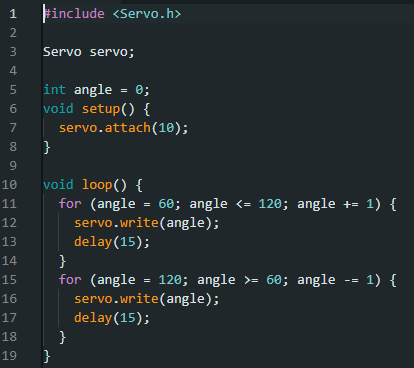 1 #include <Servo.h>
2
3 Servo servo;
4
5 int angle = 0;
6 void setup() {
7   servo.attach(10);
8 }
9
10 void loop() {
11   for (angle = 60; angle <= 120; angle += 1) {
12     servo.write(angle);
13     delay(15);
14   }
15   for (angle = 120; angle >= 60; angle -= 1) {
16     servo.write(angle);
17     delay(15);
18   }
19 }